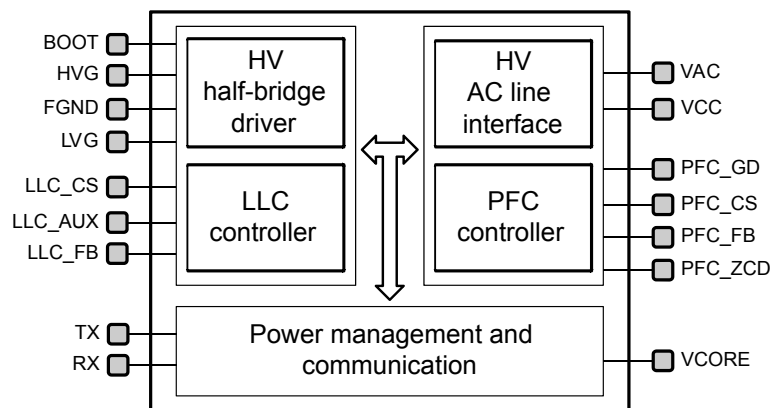 BOOT
HVG
FGND
LVG
LLC_CS
LLC_AUX
LLC_FB
TX
RX
HV
half-bridge
driver
LLC
controller
HV
AC line
interface
PFC
controller
Power management and
communication
VAC
VCC
PFC_GD
PFC_CS
PFC_FB
PFC_ZCD
VCORE